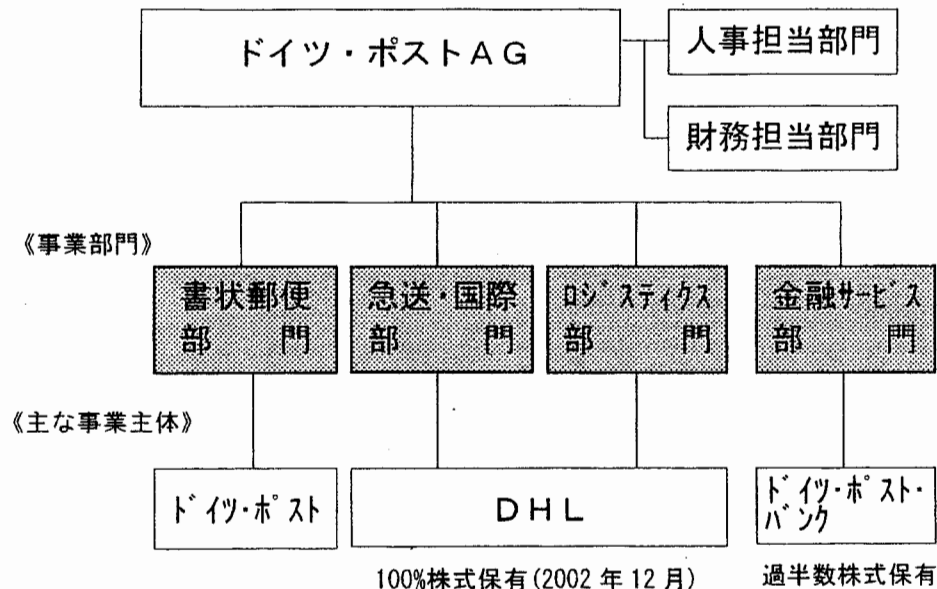 ドイツ・ポストAG
人事担当部門
財務担当部門
《事業部門》
書状郵便
部　　門
急送・国際
部　　門
ﾛｼﾞｽﾃｨｸｽ
部　　門
金融ｻｰﾋﾞｽ
部　　門
《主な事業主体》
ﾄﾞｲﾂ・ﾎﾟｽﾄ
DHL
ﾄﾞｲﾂ・ﾎﾟｽﾄ・
ﾊﾞﾝｸ
100%株式保有(2002年12月)
過半数株式保有